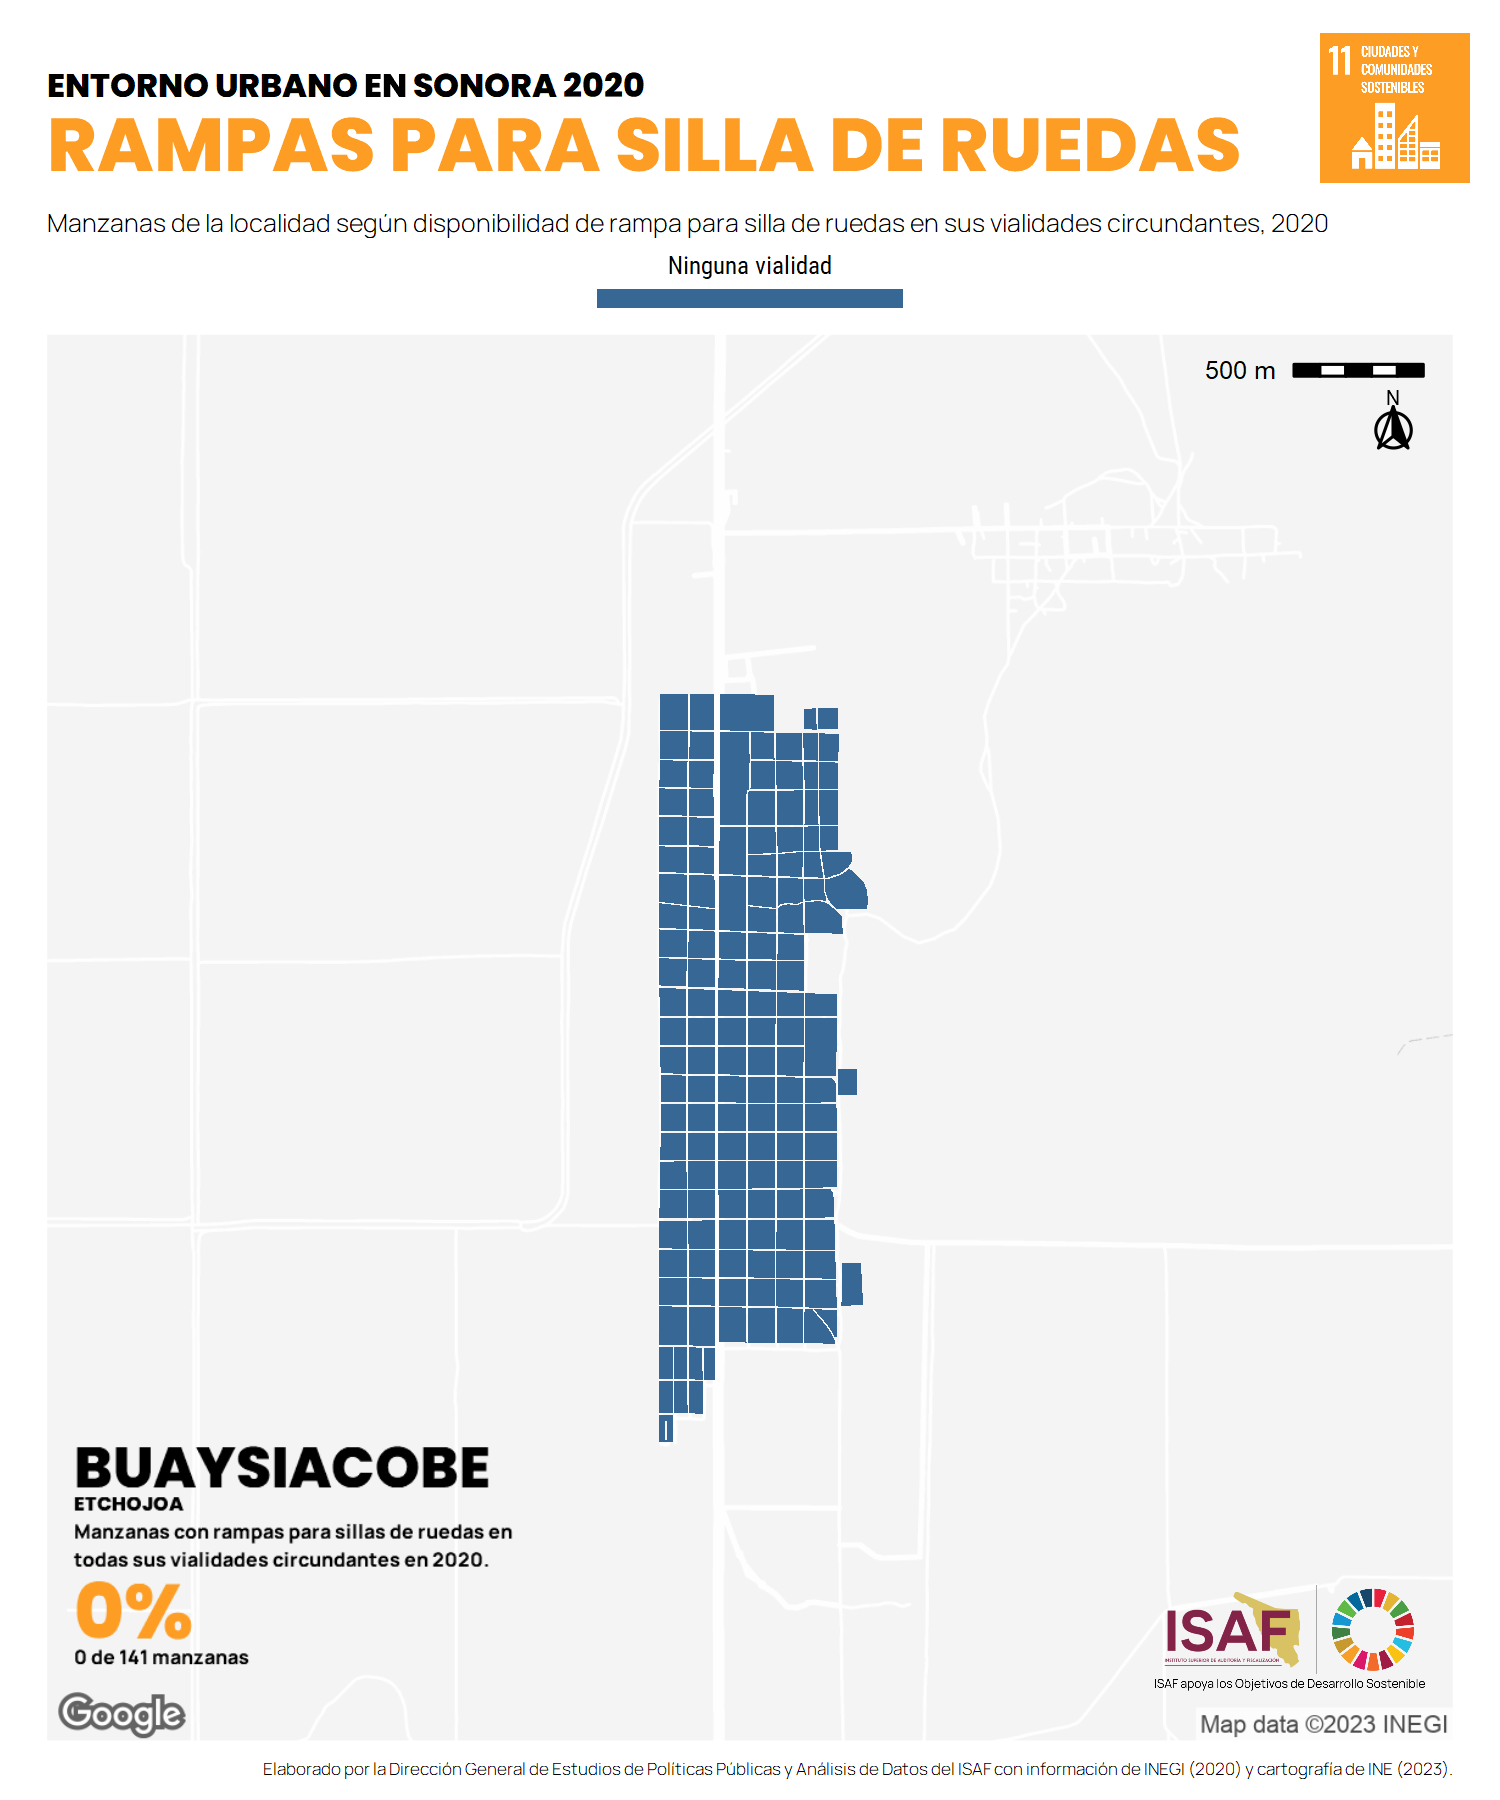 ENTORNO URBANO EN SONORA 2020
RAMPAS PARA SILLA DE RUEDAS
11 CIUDADES Y
COMUNIDADES
SOSTENIBLES
Manzanas de la localidad según disponibilidad de rampa para silla de ruedas en sus vialidades circundantes, 2020
Ninguna vialidad
500 m
N
BUAYSIACOBE
ETCHOJOA
Manzanas con rampas para sillas de ruedas en
todas sus vialidades circundantes en 2020.
0%
0 de 141 manzanas
Google
ISAF
INSTITUTO SUPERIOR DE AUDITORÍA Y FISCALIZACIÓN
ISAF apoya los Objetivos de Desarrollo Sostenible
Map data ©2023 INEGI
Elaborado por la Dirección General de Estudios de Políticas Públicas y Análisis de Datos del ISAF con información de INEGI (2020) y cartografía de INE (2023).